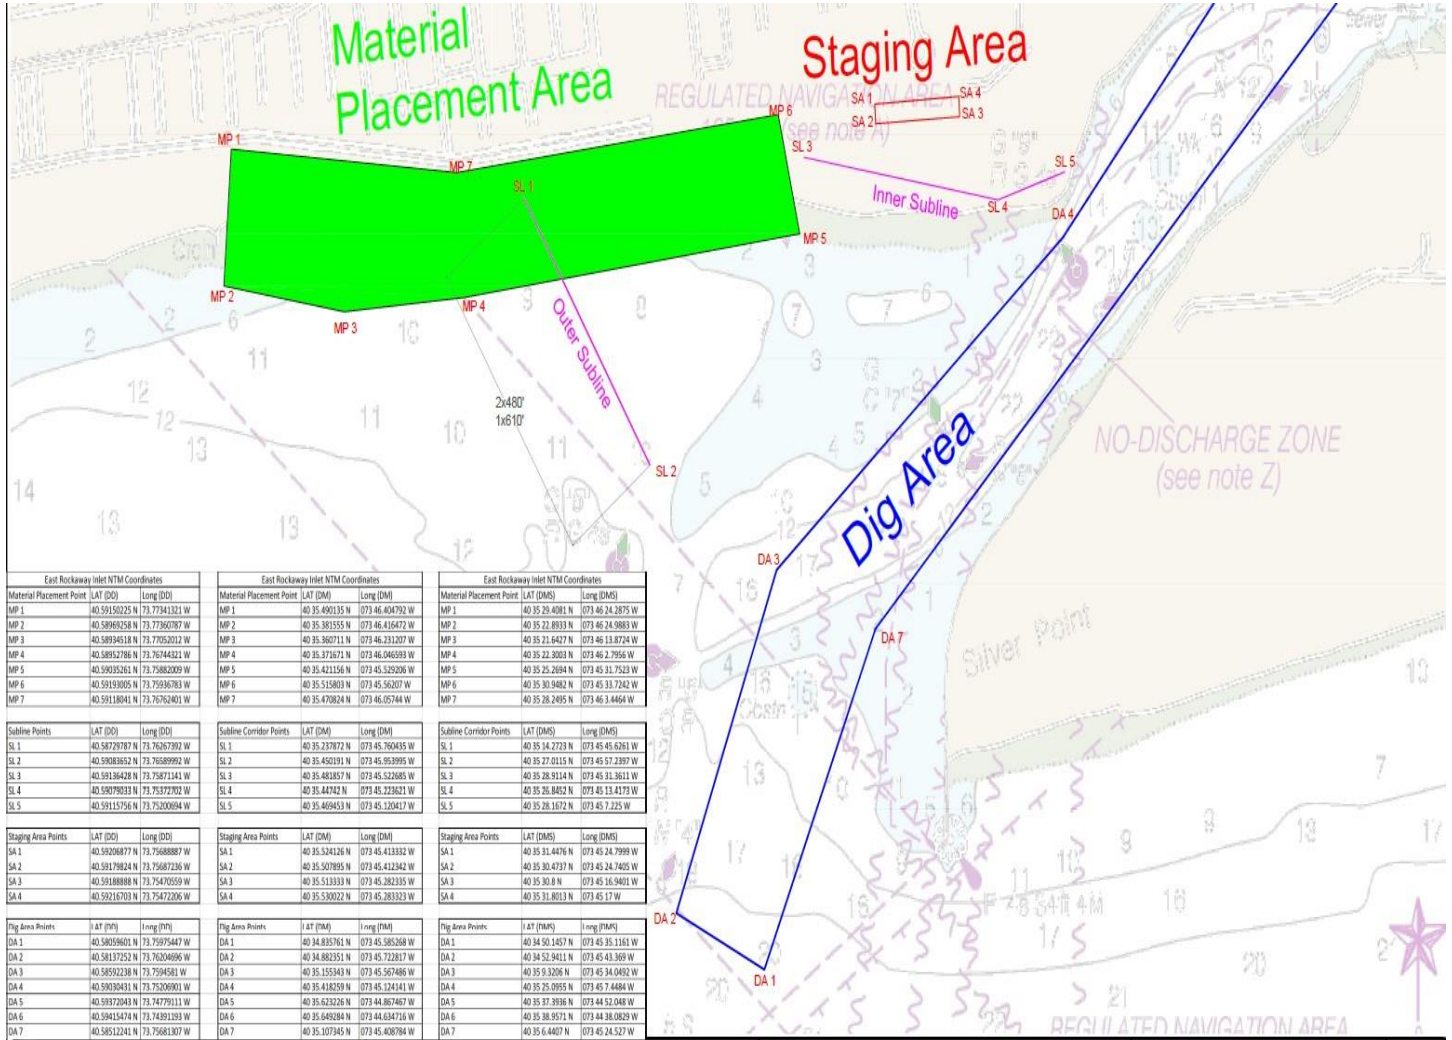 Material
Placement Area
Staging Area
REGULATED NAVIGATION AREA
(see note A)
SA 1
SA 4
SA 2
SA 3
MP 6
MP 1
MP 7
SL 1
SL 3
SL 5
Inner Subline
SL 4
DA 4
MP 5
MP 2
MP 4
MP 3
Outer Subline
2x480'
1x610'
SL 2
Dig Area
NO-DISCHARGE ZONE
(see note Z)
DA 3
DA 7
Silver Point
DA 2
DA 1
REGULATED NAVIGATION AREA
East Rockaway Inlet NTM Coordinates
Material Placement Point LAT (DD) Long (DD)
MP 1 40.59150225 N 73.77341321 W
MP 2 40.58969258 N 73.77360787 W
MP 3 40.58934518 N 73.77052012 W
MP 4 40.58952786 N 73.76744321 W
MP 5 40.59035261 N 73.75882009 W
MP 6 40.59193005 N 73.75936783 W
MP 7 40.59118041 N 73.76762401 W
Subline Points LAT (DD) Long (DD)
SL 1 40.58729787 N 73.76267392 W
SL 2 40.59083652 N 73.76589992 W
SL 3 40.59136428 N 73.75871141 W
SL 4 40.59079033 N 73.75372702 W
SL 5 40.59115756 N 73.75200694 W
Staging Area Points LAT (DD) Long (DD)
SA 1 40.59206877 N 73.75688887 W
SA 2 40.59179824 N 73.75687236 W
SA 3 40.59188888 N 73.75470559 W
SA 4 40.59216703 N 73.75472206 W
Dig Area Points LAT (DD) Long (DD)
DA 1 40.58059601 N 73.75975447 W
DA 2 40.58137252 N 73.76204696 W
DA 3 40.58592238 N 73.7594581 W
DA 4 40.59030431 N 73.75206901 W
DA 5 40.59372043 N 73.74779111 W
DA 6 40.59415474 N 73.74391193 W
DA 7 40.58512241 N 73.75681307 W
East Rockaway Inlet NTM Coordinates
Material Placement Point LAT (DM) Long (DM)
MP 1 40 35.490135 N 073 46.404792 W
MP 2 40 35.381555 N 073 46.416472 W
MP 3 40 35.360711 N 073 46.231207 W
MP 4 40 35.371671 N 073 46.046593 W
MP 5 40 35.421156 N 073 45.529206 W
MP 6 40 35.515803 N 073 45.56207 W
MP 7 40 35.470824 N 073 46.05744 W
Subline Corridor Points LAT (DM) Long (DM)
SL 1 40 35.237872 N 073 45.760435 W
SL 2 40 35.450191 N 073 45.953995 W
SL 3 40 35.481857 N 073 45.522685 W
SL 4 40 35.44742 N 073 45.223621 W
SL 5 40 35.469453 N 073 45.120417 W
Staging Area Points LAT (DM) Long (DM)
SA 1 40 35.524126 N 073 45.413332 W
SA 2 40 35.507895 N 073 45.412342 W
SA 3 40 35.513333 N 073 45.282335 W
SA 4 40 35.530022 N 073 45.283323 W
Dig Area Points LAT (DM) Long (DM)
DA 1 40 34.835761 N 073 45.585268 W
DA 2 40 34.882351 N 073 45.722817 W
DA 3 40 35.155343 N 073 45.567486 W
DA 4 40 35.418259 N 073 45.124141 W
DA 5 40 35.623226 N 073 44.867467 W
DA 6 40 35.649284 N 073 44.634716 W
DA 7 40 35.107345 N 073 45.408784 W
East Rockaway Inlet NTM Coordinates
Material Placement Point LAT (DMS) Long (DMS)
MP 1 40 35 29.4081 N 073 46 24.2875 W
MP 2 40 35 22.8933 N 073 46 24.9883 W
MP 3 40 35 21.6427 N 073 46 13.8724 W
MP 4 40 35 22.3003 N 073 46 2.7956 W
MP 5 40 35 25.2694 N 073 45 31.7523 W
MP 6 40 35 30.9482 N 073 45 33.7242 W
MP 7 40 35 28.2495 N 073 46 3.4464 W
Subline Corridor Points LAT (DMS) Long (DMS)
SL 1 40 35 14.2723 N 073 45 45.6261 W
SL 2 40 35 27.0115 N 073 45 57.2397 W
SL 3 40 35 28.9114 N 073 45 31.3611 W
SL 4 40 35 26.8452 N 073 45 13.4173 W
SL 5 40 35 28.1672 N 073 45 7.225 W
Staging Area Points LAT (DMS) Long (DMS)
SA 1 40 35 31.4476 N 073 45 24.7999 W
SA 2 40 35 30.4737 N 073 45 24.7405 W
SA 3 40 35 30.8 N 073 45 16.9401 W
SA 4 40 35 31.8013 N 073 45 17 W
Dig Area Points LAT (DMS) Long (DMS)
DA 1 40 34 50.1457 N 073 45 35.1161 W
DA 2 40 34 52.9411 N 073 45 43.369 W
DA 3 40 35 9.3206 N 073 45 34.0492 W
DA 4 40 35 25.0955 N 073 45 7.4484 W
DA 5 40 35 37.3936 N 073 44 52.048 W
DA 6 40 35 38.9571 N 073 44 38.0829 W
DA 7 40 35 6.4407 N 073 45 24.527 W